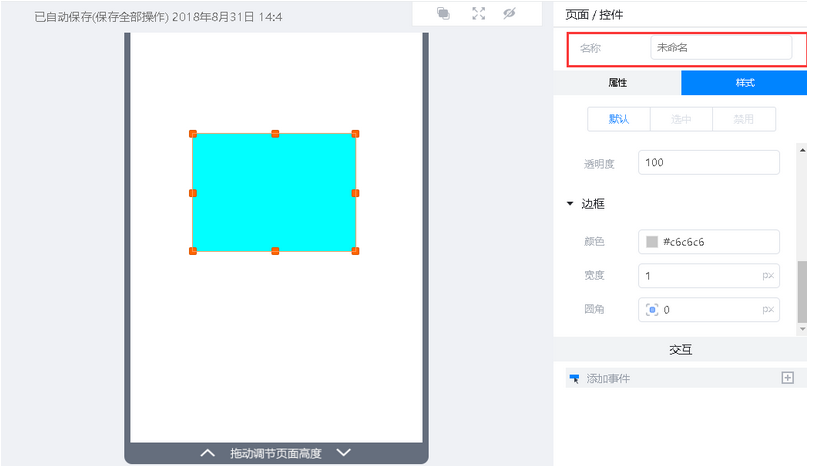 已自动保存(保存全部操作) 2018年8月31日 14:4
页面 / 控件
名称 未命名
属性 样式
默认 选中 禁用
透明度 100
边框
颜色 #c6c6c6
宽度 1 px
圆角 0 px
交互
添加事件
拖动调节页面高度